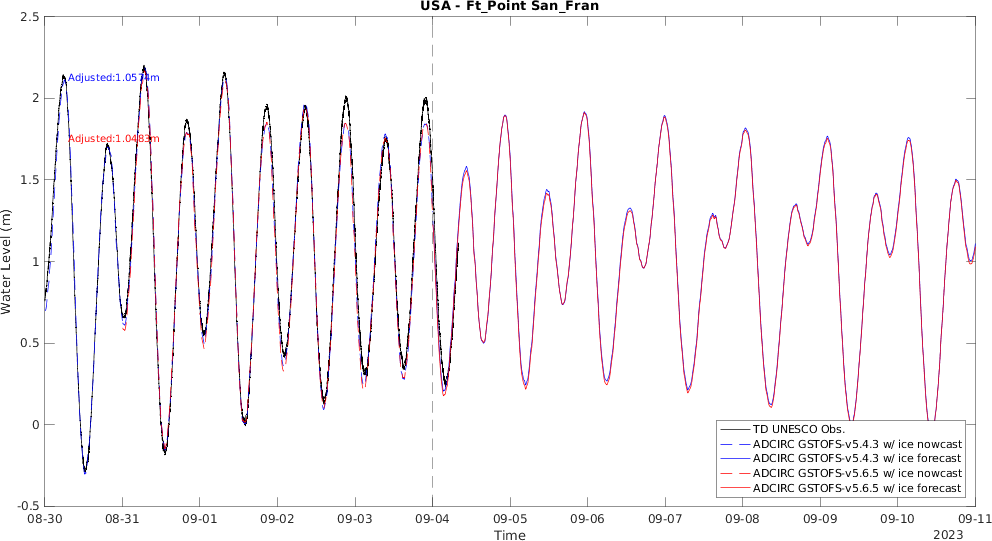 USA - Ft_Point San_Fran
2.5
2
1.5
1
0.5
0
-0.5
Water Level (m)
Adjusted:1.0574m
Adjusted:1.0483m
TD UNESCO Obs.
ADCIRC GSTOFS-v5.4.3 w/ ice nowcast
ADCIRC GSTOFS-v5.4.3 w/ ice forecast
ADCIRC GSTOFS-v5.6.5 w/ ice nowcast
ADCIRC GSTOFS-v5.6.5 w/ ice forecast
08-30 08-31 09-01 09-02 09-03 09-04 09-05 09-06 09-07 09-08 09-09 09-10 09-11
Time
2023